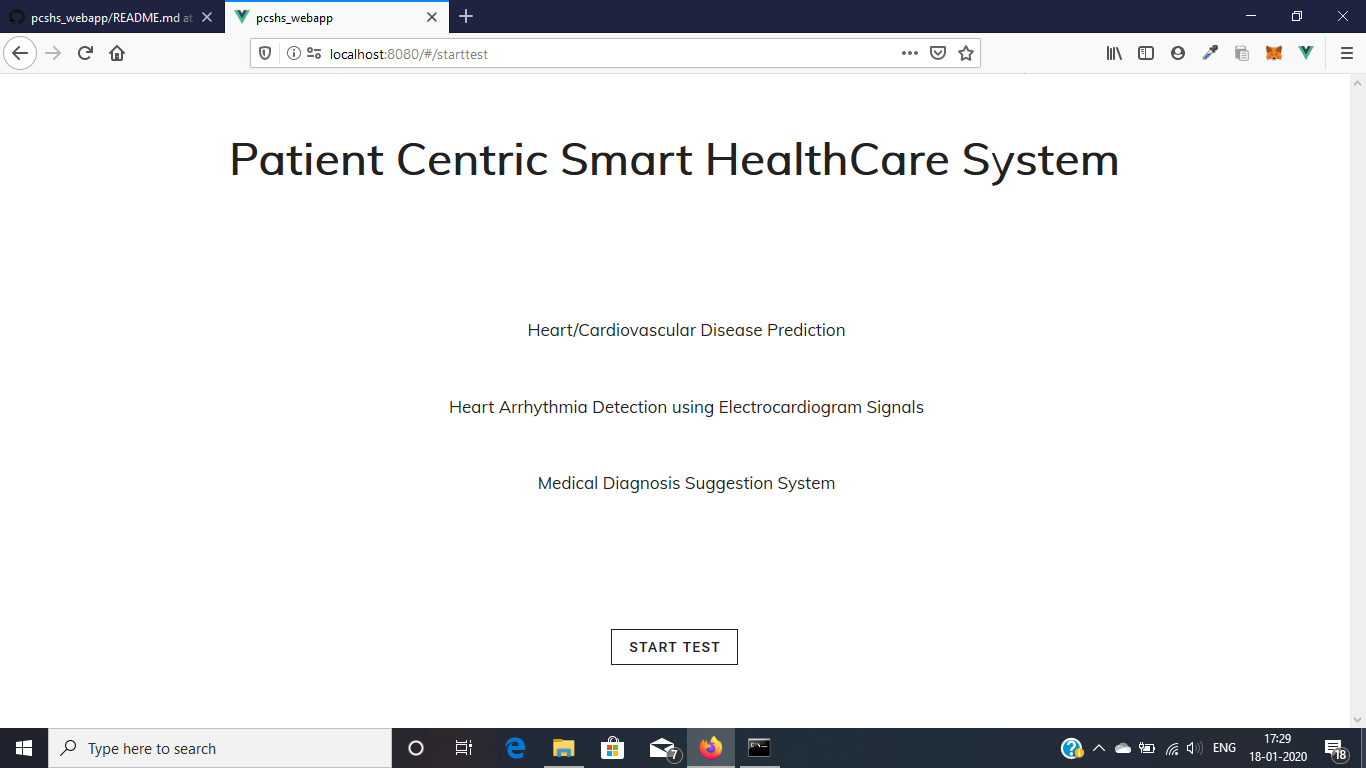 pcshs_webapp/README.md at
pcshs_webapp
localhost:8080/#/starttest
Patient Centric Smart HealthCare System
Heart/Cardiovascular Disease Prediction
Heart Arrhythmia Detection using Electrocardiogram Signals
Medical Diagnosis Suggestion System
START TEST
Type here to search
7
ENG
17:29
18-01-2020
18